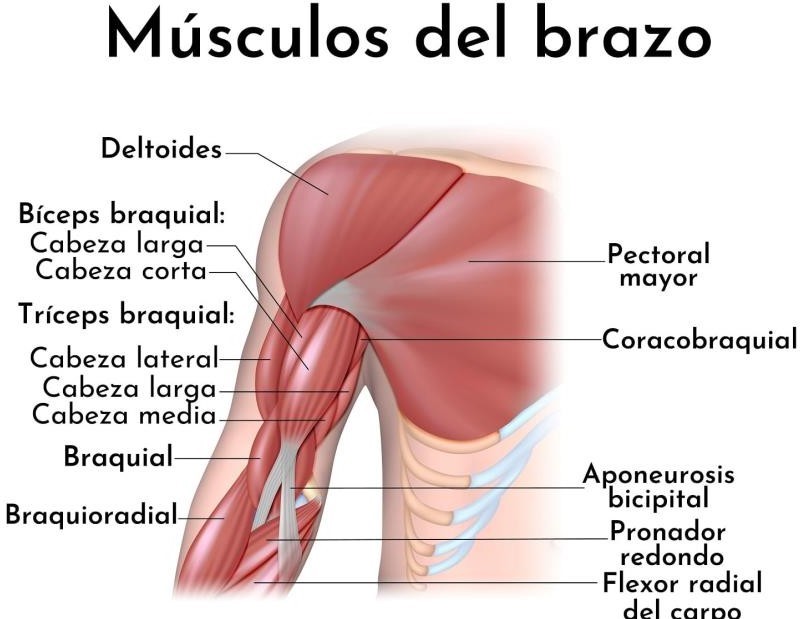 Músculos del brazo
Deltoides
Bíceps braquial:
Cabeza larga
Cabeza corta
Tríceps braquial:
Cabeza lateral
Cabeza larga
Cabeza media
Braquial
Braquioradial
Pectoral
mayor
Coracobraquial
Aponeurosis
bicipital
Pronador
redondo
Flexor radial
del carpo